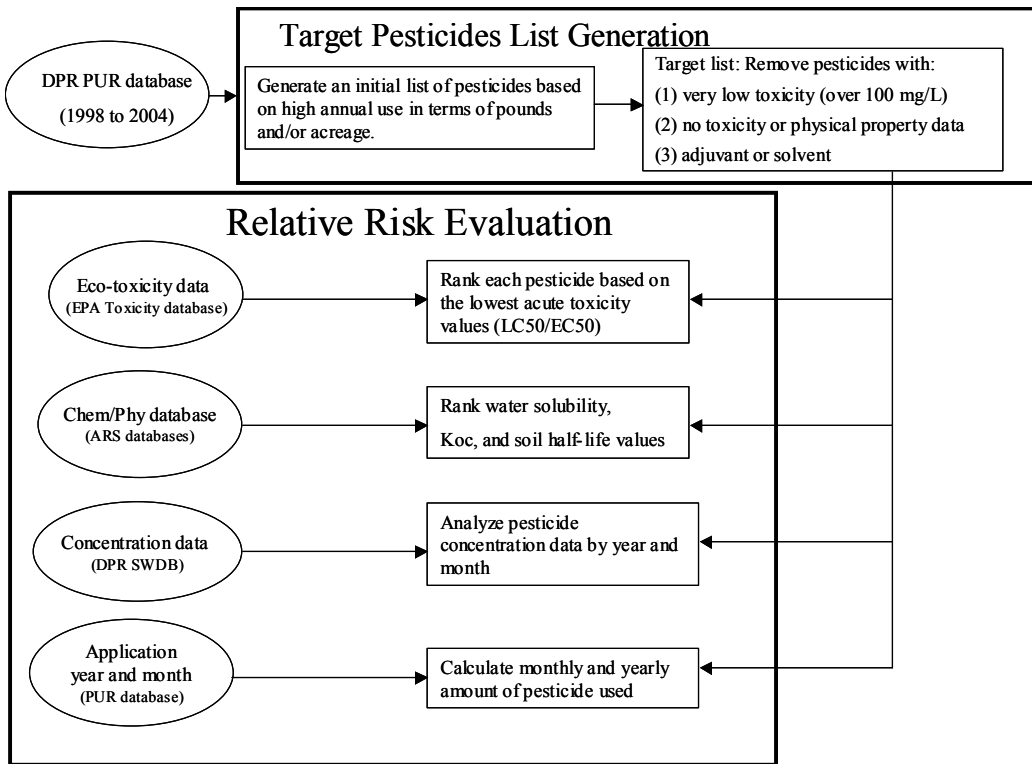 Target Pesticides List Generation
DPR PUR database
(1998 to 2004)
Generate an initial list of pesticides based
on high annual use in terms of pounds
and/or acreage.
Target list: Remove pesticides with:
(1) very low toxicity (over 100 mg/L)
(2) no toxicity or physical property data
(3) adjuvant or solvent
Relative Risk Evaluation
Eco-toxicity data
(EPA Toxicity database)
Rank each pesticide based on
the lowest acute toxicity
values (LC50/EC50)
Chem/Phy database
(ARS databases)
Rank water solubility,
Koc, and soil half-life values
Concentration data
(DPR SWDB)
Analyze pesticide
concentration data by year and
month
Application
year and month
(PUR database)
Calculate monthly and yearly
amount of pesticide used